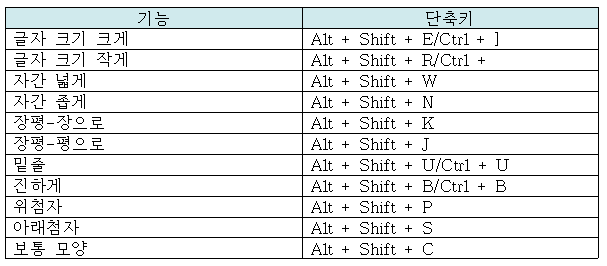 기능 단축키
글자 크기 크게 Alt + Shift + E/Ctrl + ]
글자 크기 작게 Alt + Shift + R/Ctrl +
자간 넓게 Alt + Shift + W
자간 좁게 Alt + Shift + N
장평-장으로 Alt + Shift + K
장평-평으로 Alt + Shift + J
밑줄 Alt + Shift + U/Ctrl + U
진하게 Alt + Shift + B/Ctrl + B
위첨자 Alt + Shift + P
아래첨자 Alt + Shift + S
보통 모양 Alt + Shift + C